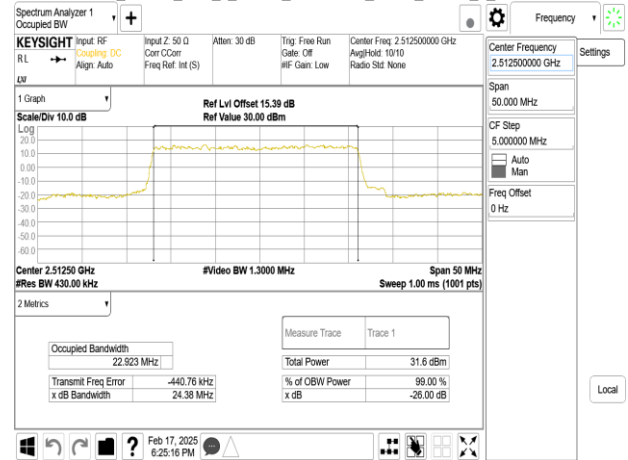 Spectrum Analyzer 1
Occupied BW
+
Frequency
KEYSIGHT
RL
LXI
Input: RF
Coupling: DC
Align: Auto
Input Z: 50 Ω
Corr CCorr
Freq Ref: Int (S)
Atten: 30 dB
Trig: Free Run
Gate: Off
#IF Gain: Low
Center Freq: 2.512500000 GHz
Avg|Hold: 10/10
Radio Std: None
Center Frequency
2.512500000 GHz
Settings
Span
50.000 MHz
CF Step
5.000000 MHz
Auto
Man
Freq Offset
0 Hz
1 Graph
Scale/Div 10.0 dB
Ref Lvl Offset 15.39 dB
Ref Value 30.00 dBm
Log
20.0
10.0
0.00
-10.0
-20.0
-30.0
-40.0
-50.0
-60.0
Center 2.51250 GHz
#Res BW 430.00 kHz
#Video BW 1.3000 MHz
Span 50 MHz
Sweep 1.00 ms (1001 pts)
2 Metrics
Measure Trace Trace 1
Occupied Bandwidth
22.923 MHz
Total Power 31.6 dBm
Transmit Freq Error -440.76 kHz
% of OBW Power 99.00 %
x dB Bandwidth 24.38 MHz
x dB -26.00 dB
Local
?
Feb 17, 2025
6:25:16 PM